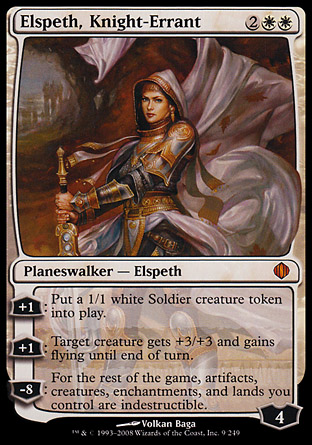 Elspeth, Knight-Errant 2
Planeswalker — Elspeth
+1: Put a 1/1 white Soldier creature token
into play.
+1: Target creature gets +3/+3 and gains
flying until end of turn.
-8: For the rest of the game, artifacts,
creatures, enchantments, and lands you
control are indestructible.
4
Volkan Baga
™ & © 1993–2008 Wizards of the Coast, Inc. 9/249